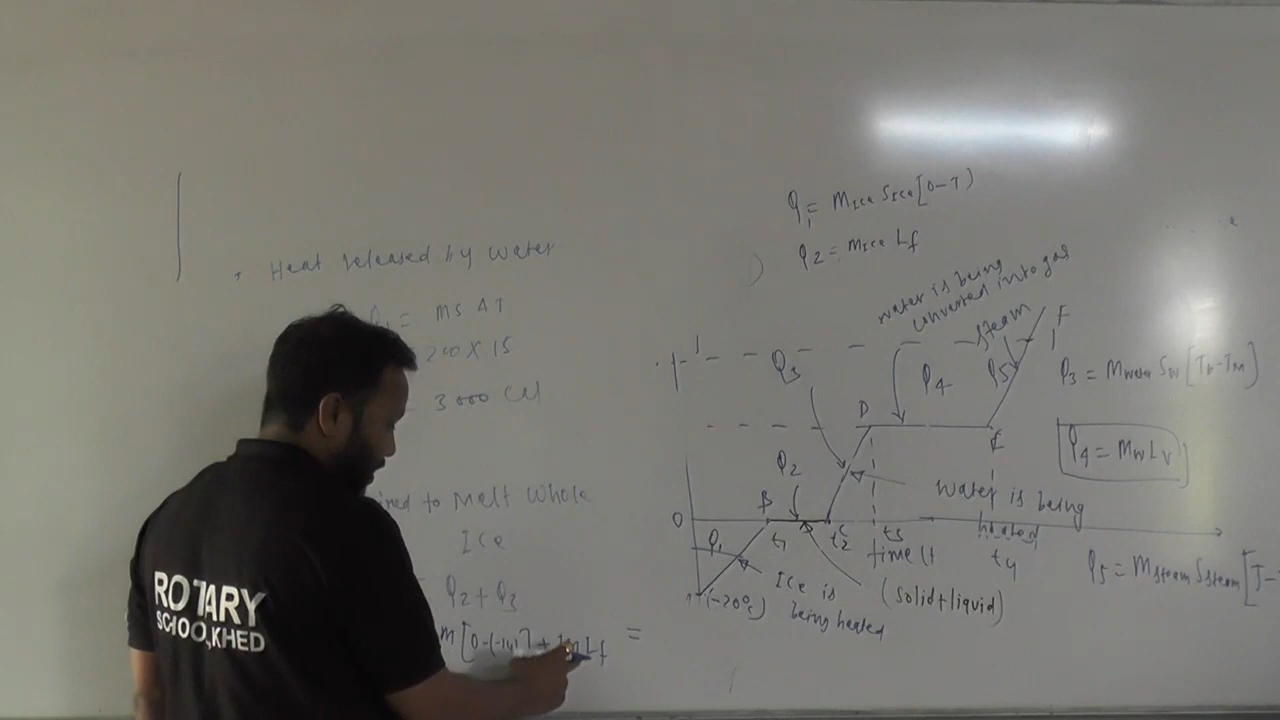 Heat released by water
= MS ΔT
200 X 15
= 3000 Cal
to Melt Whole
Ice
Q2 + Q3
m[0-(-14)] + m Lf =
ROTARY
SCHOOL, KHED
Q1 = MIce SIce[0-T)
Q2 = MIce Lf
water is being
converted into gas
steam
F
Q3
Q4
Q5
Q3 = Mwater Sw [Tb-TM]
D
E
Q4 = Mw Lv
Q2
B
water is being
heated
0
t1
t2
t3
t4
time(t
Q1
(-20°c)
Ice is
being heated
(solid+liquid)
Q5 = Msteam Ssteam[T-